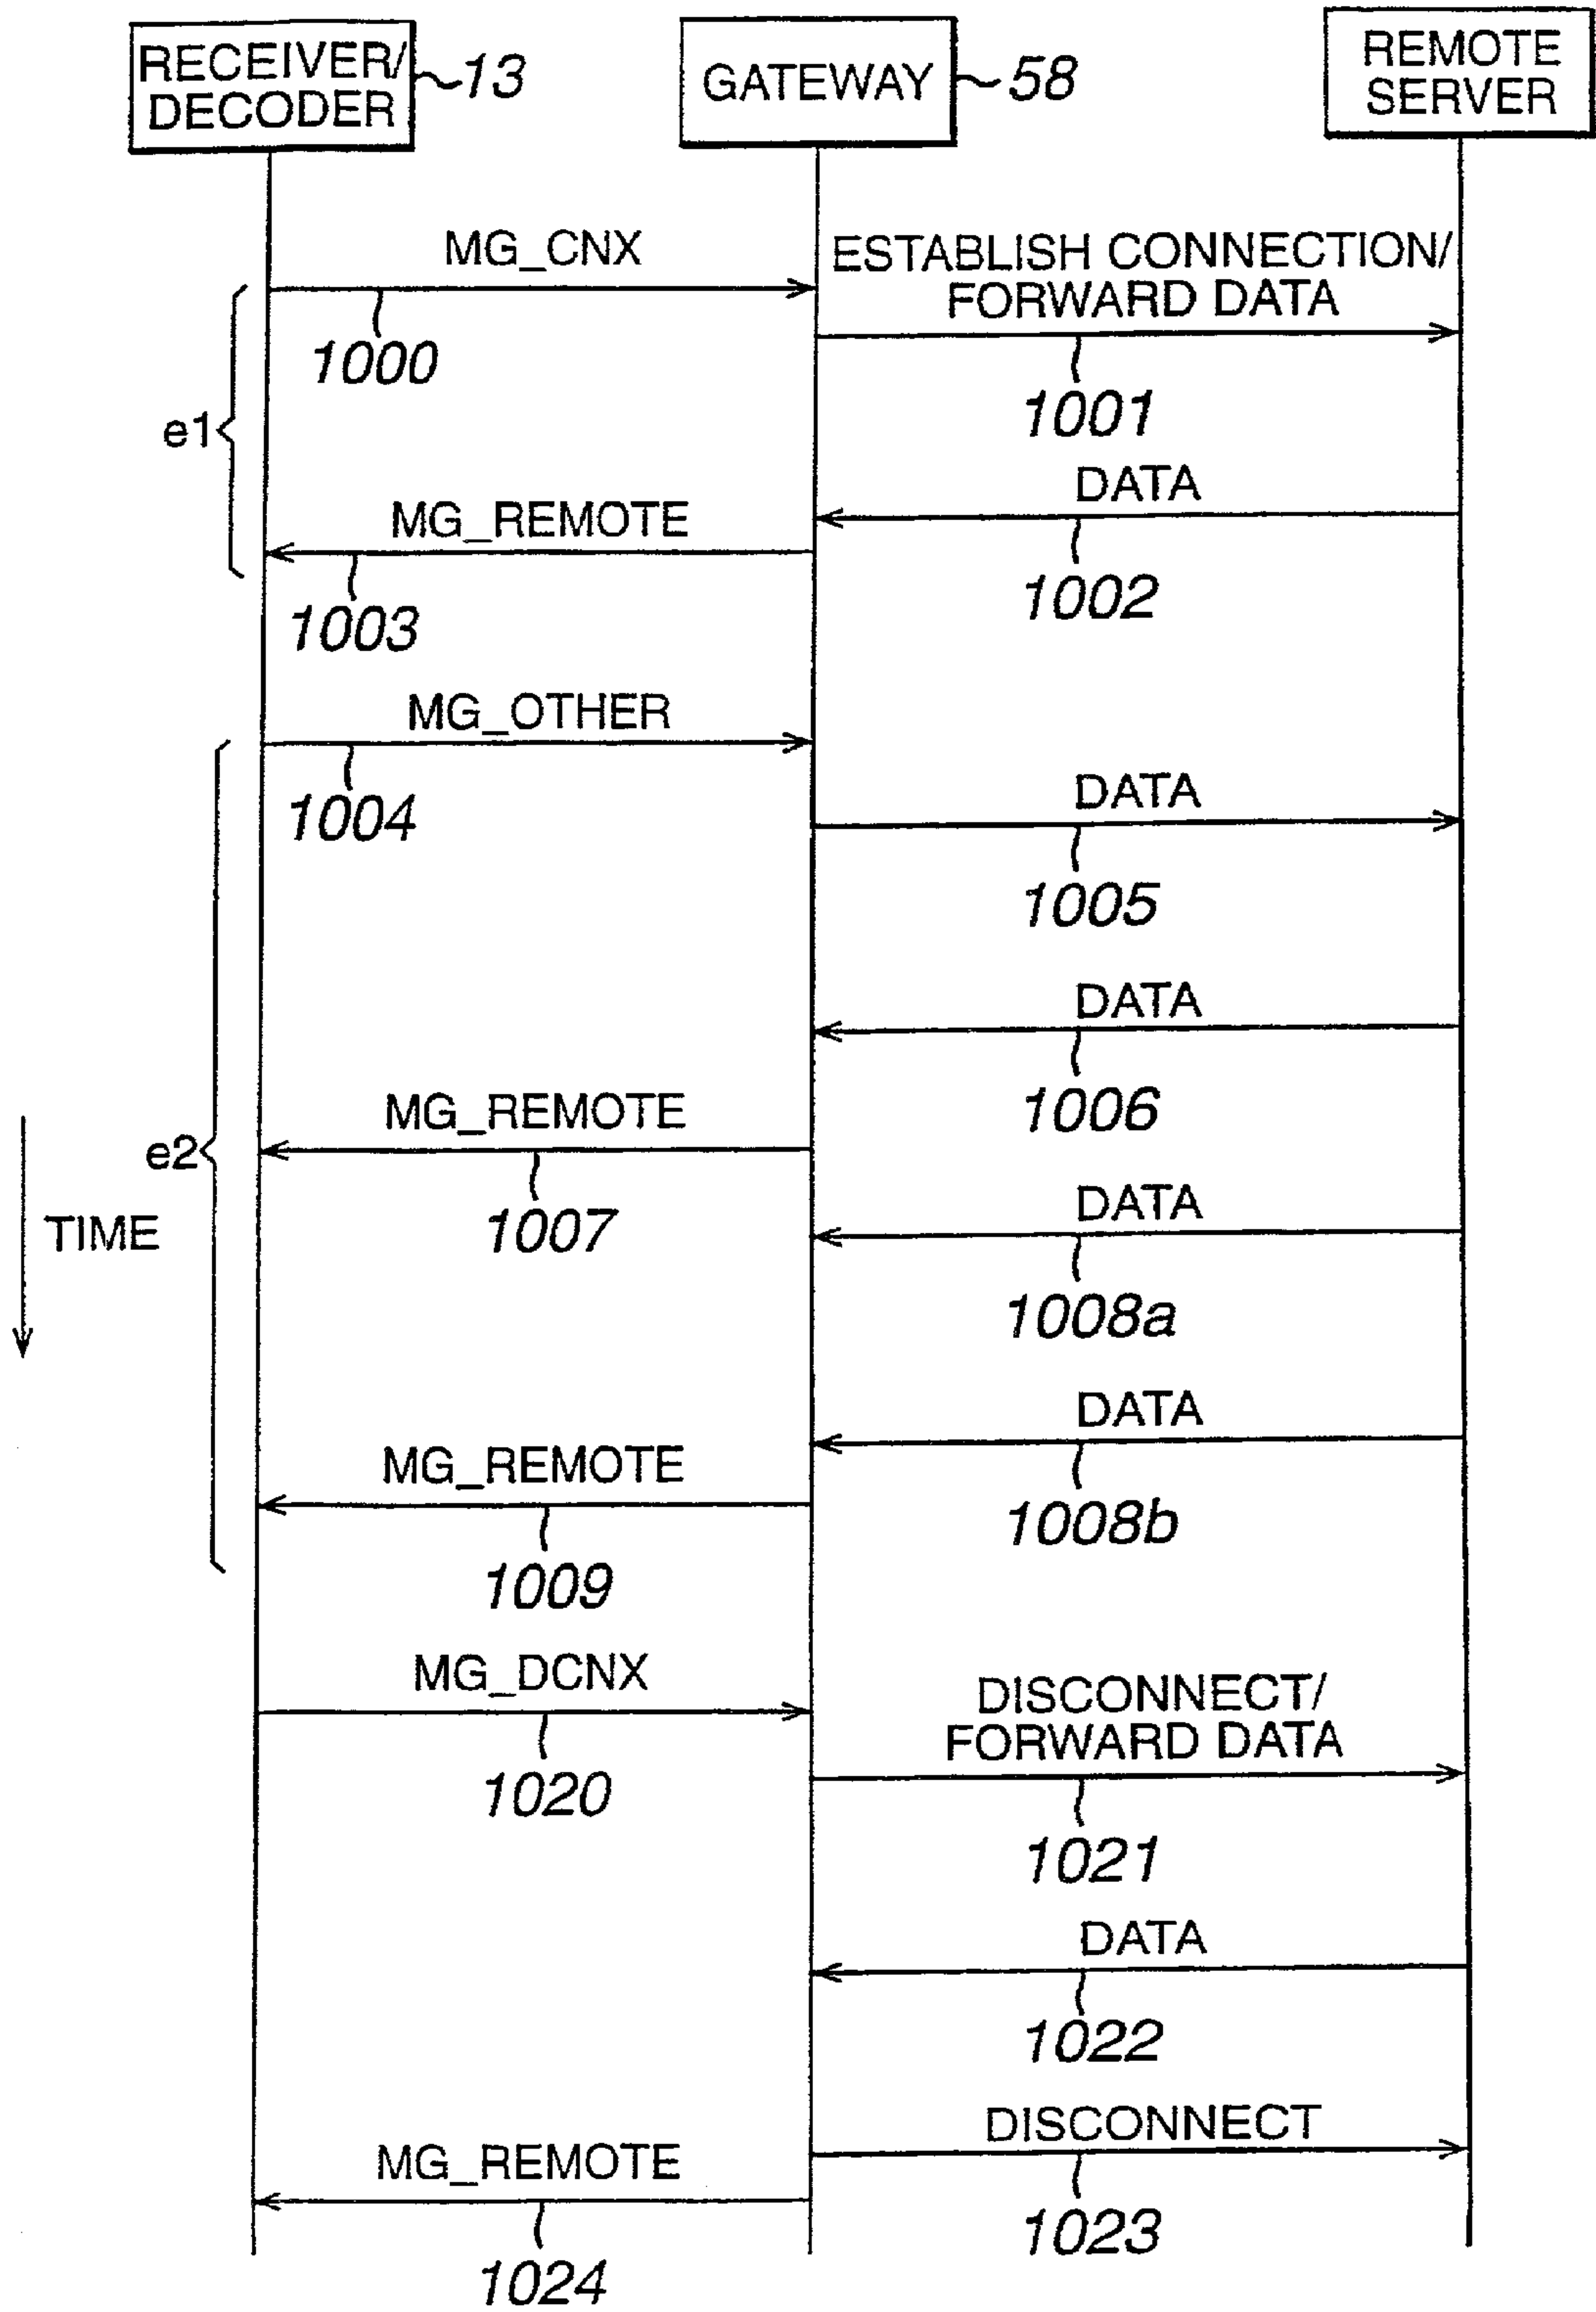 RECEIVER/
DECODER
13
GATEWAY
58
REMOTE
SERVER
MG_CNX
1000
ESTABLISH CONNECTION/
FORWARD DATA
1001
e1
DATA
1002
MG_REMOTE
1003
MG_OTHER
1004
DATA
1005
DATA
1006
MG_REMOTE
1007
e2
TIME
DATA
1008a
DATA
1008b
MG_REMOTE
1009
MG_DCNX
1020
DISCONNECT/
FORWARD DATA
1021
DATA
1022
DISCONNECT
1023
MG_REMOTE
1024